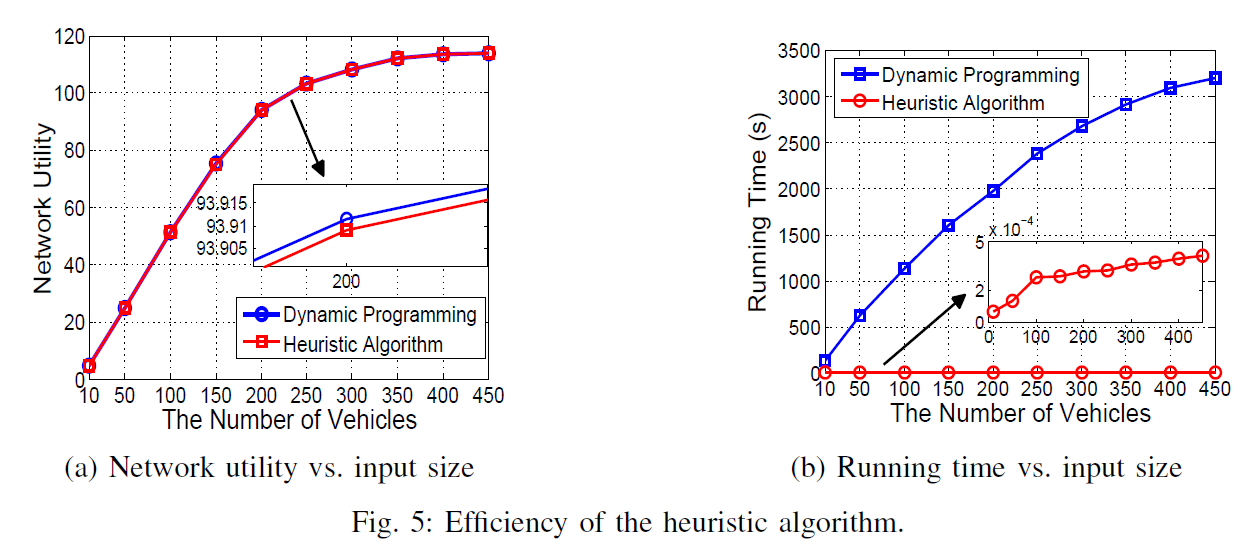 120
100
80
60
40
20
0
Network Utility
93.915
93.91
93.905
200
Dynamic Programming
Heuristic Algorithm
10 50 100 150 200 250 300 350 400 450
The Number of Vehicles
(a) Network utility vs. input size
3500
3000
2500
2000
1500
1000
500
0
Running Time (s)
Dynamic Programming
Heuristic Algorithm
x 10⁻⁴
5
2
0
0 100 200 300 400
10 50 100 150 200 250 300 350 400 450
The Number of Vehicles
(b) Running time vs. input size
Fig. 5: Efficiency of the heuristic algorithm.